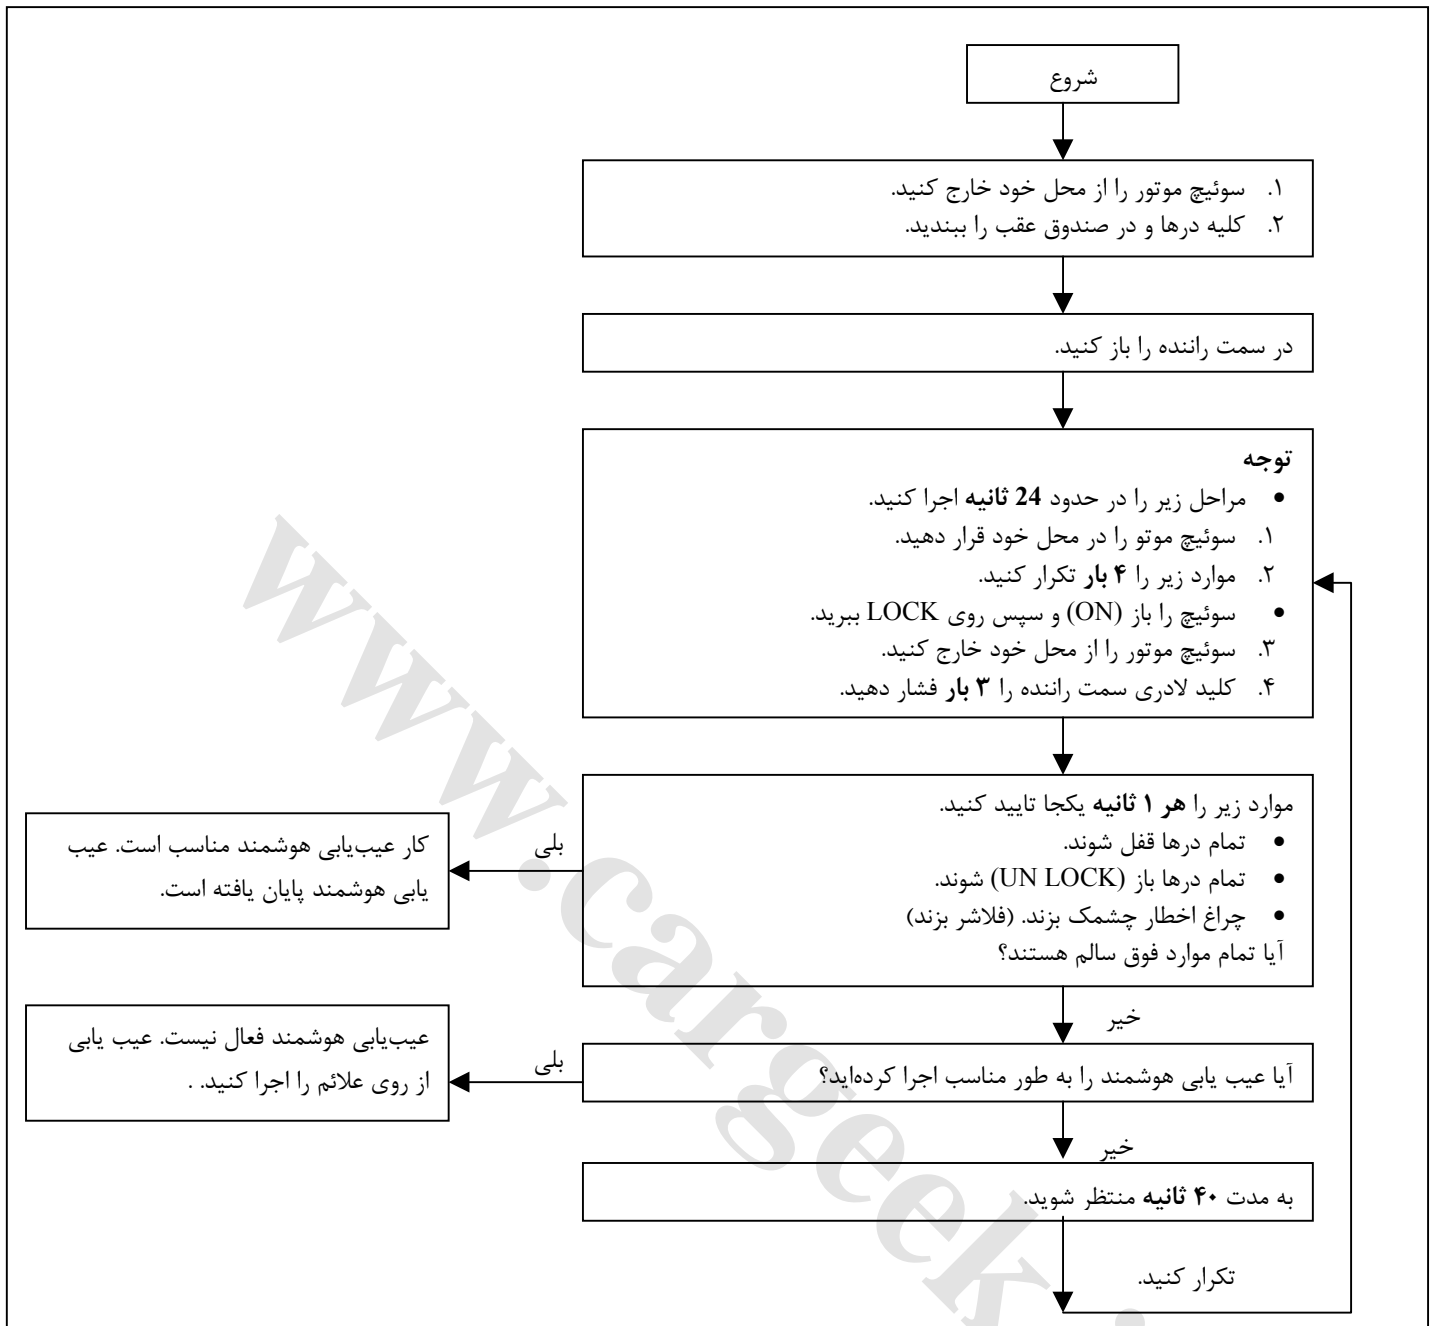 شروع
۱. سوئیچ موتور را از محل خود خارج کنید.
۲. کلیه درها و در صندوق عقب را ببندید.
در سمت راننده را باز کنید.
توجه
• مراحل زیر را در حدود 24 ثانیه اجرا کنید.
۱. سوئیچ موتو را در محل خود قرار دهید.
۲. موارد زیر را ۴ بار تکرار کنید.
• سوئیچ را باز (ON) و سپس روی LOCK ببرید.
۳. سوئیچ موتور را از محل خود خارج کنید.
۴. کلید لادری سمت راننده را ۳ بار فشار دهید.
موارد زیر را هر ۱ ثانیه یکجا تایید کنید.
• تمام درها قفل شوند.
• تمام درها باز (UN LOCK) شوند.
• چراغ اخطار چشمک بزند. (فلاشر بزند)
آیا تمام موارد فوق سالم هستند؟
بلی
کار عیب‌یابی هوشمند مناسب است. عیب
یابی هوشمند پایان یافته است.
خیر
آیا عیب یابی هوشمند را به طور مناسب اجرا کرده‌اید؟
بلی
عیب‌یابی هوشمند فعال نیست. عیب یابی
از روی علائم را اجرا کنید. .
خیر
به مدت ۴۰ ثانیه منتظر شوید.
تکرار کنید.
www.cargeek.i